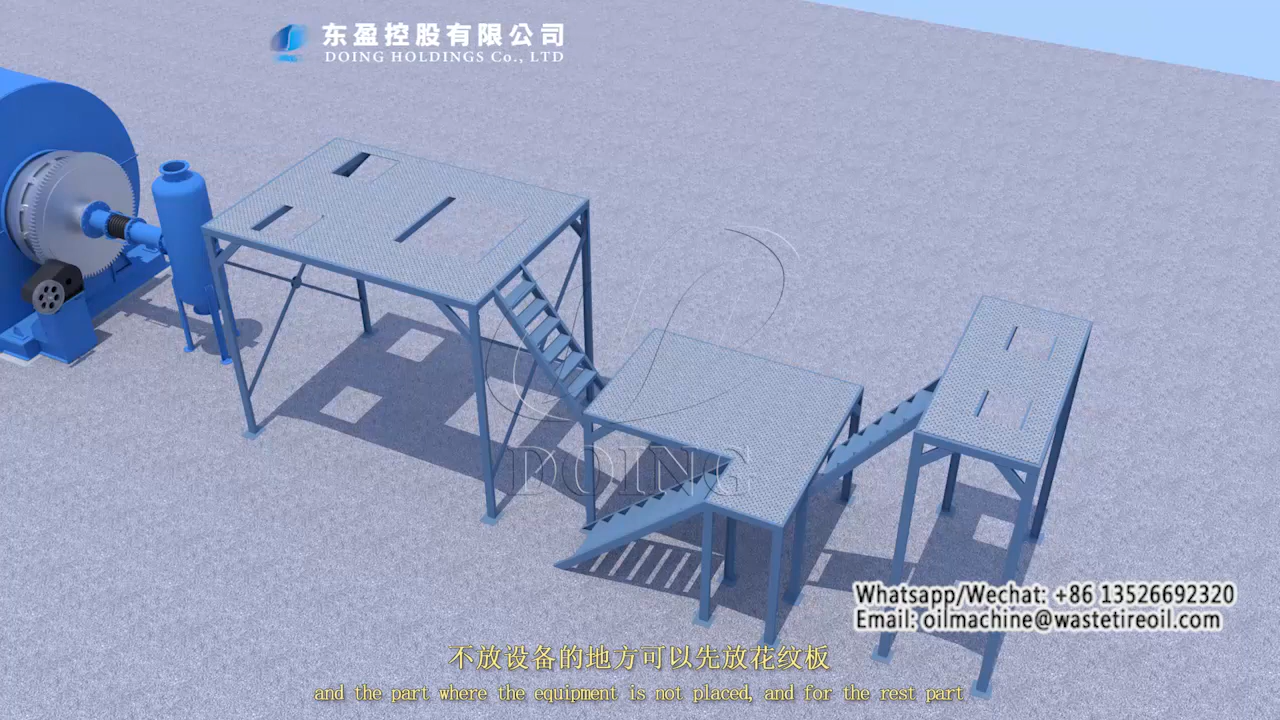 东盈控股有限公司
DOING HOLDINGS Co., LTD
DOING
Whatsapp/Wechat: +86 13526692320
Email: oilmachine@wastetireoil.com
不放设备的地方可以先放花纹板
and the part where the equipment is not placed, and for the rest part